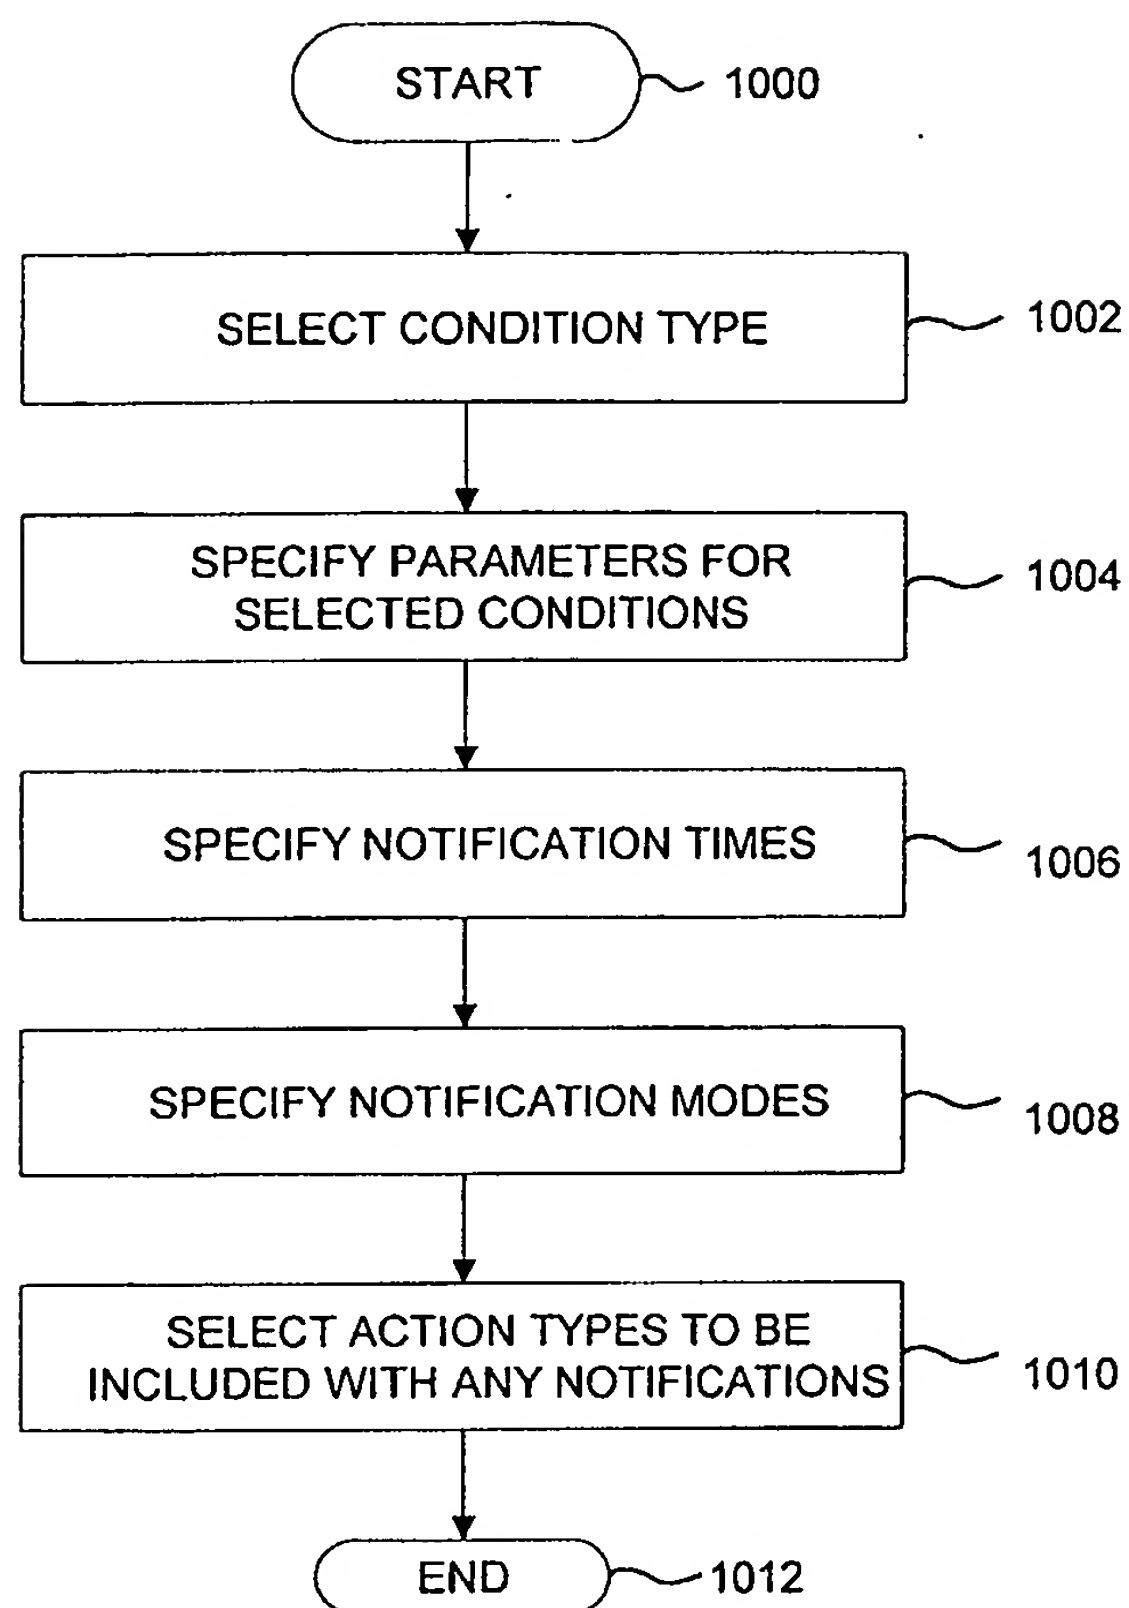 START
1000
SELECT CONDITION TYPE
1002
SPECIFY PARAMETERS FOR
SELECTED CONDITIONS
1004
SPECIFY NOTIFICATION TIMES
1006
SPECIFY NOTIFICATION MODES
1008
SELECT ACTION TYPES TO BE
INCLUDED WITH ANY NOTIFICATIONS
1010
END
1012